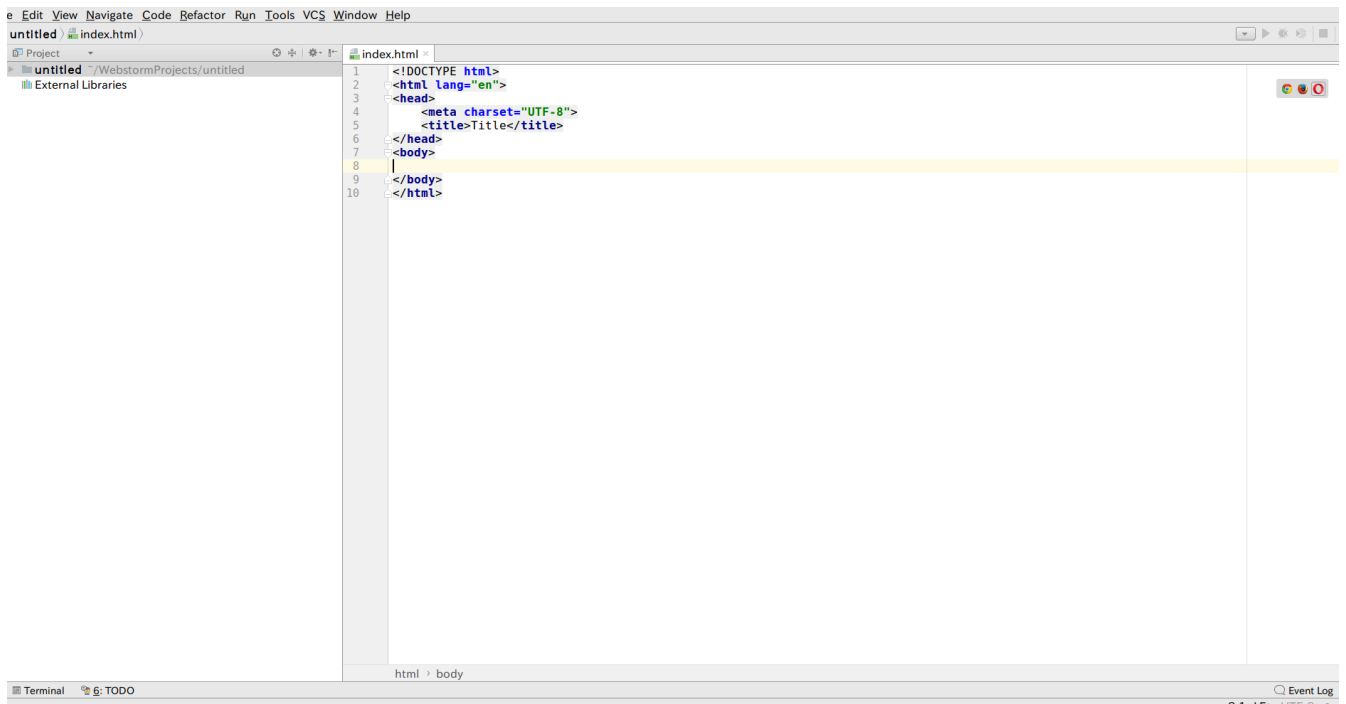 e Edit View Navigate Code Refactor Run Tools VCS Window Help
untitled index.html
Project
index.html
untitled ~/WebstormProjects/untitled
External Libraries
1 <!DOCTYPE html>
2 <html lang="en">
3 <head>
4 <meta charset="UTF-8">
5 <title>Title</title>
6 </head>
7 <body>
8
9 </body>
10 </html>
html › body
Terminal 6: TODO
Event Log